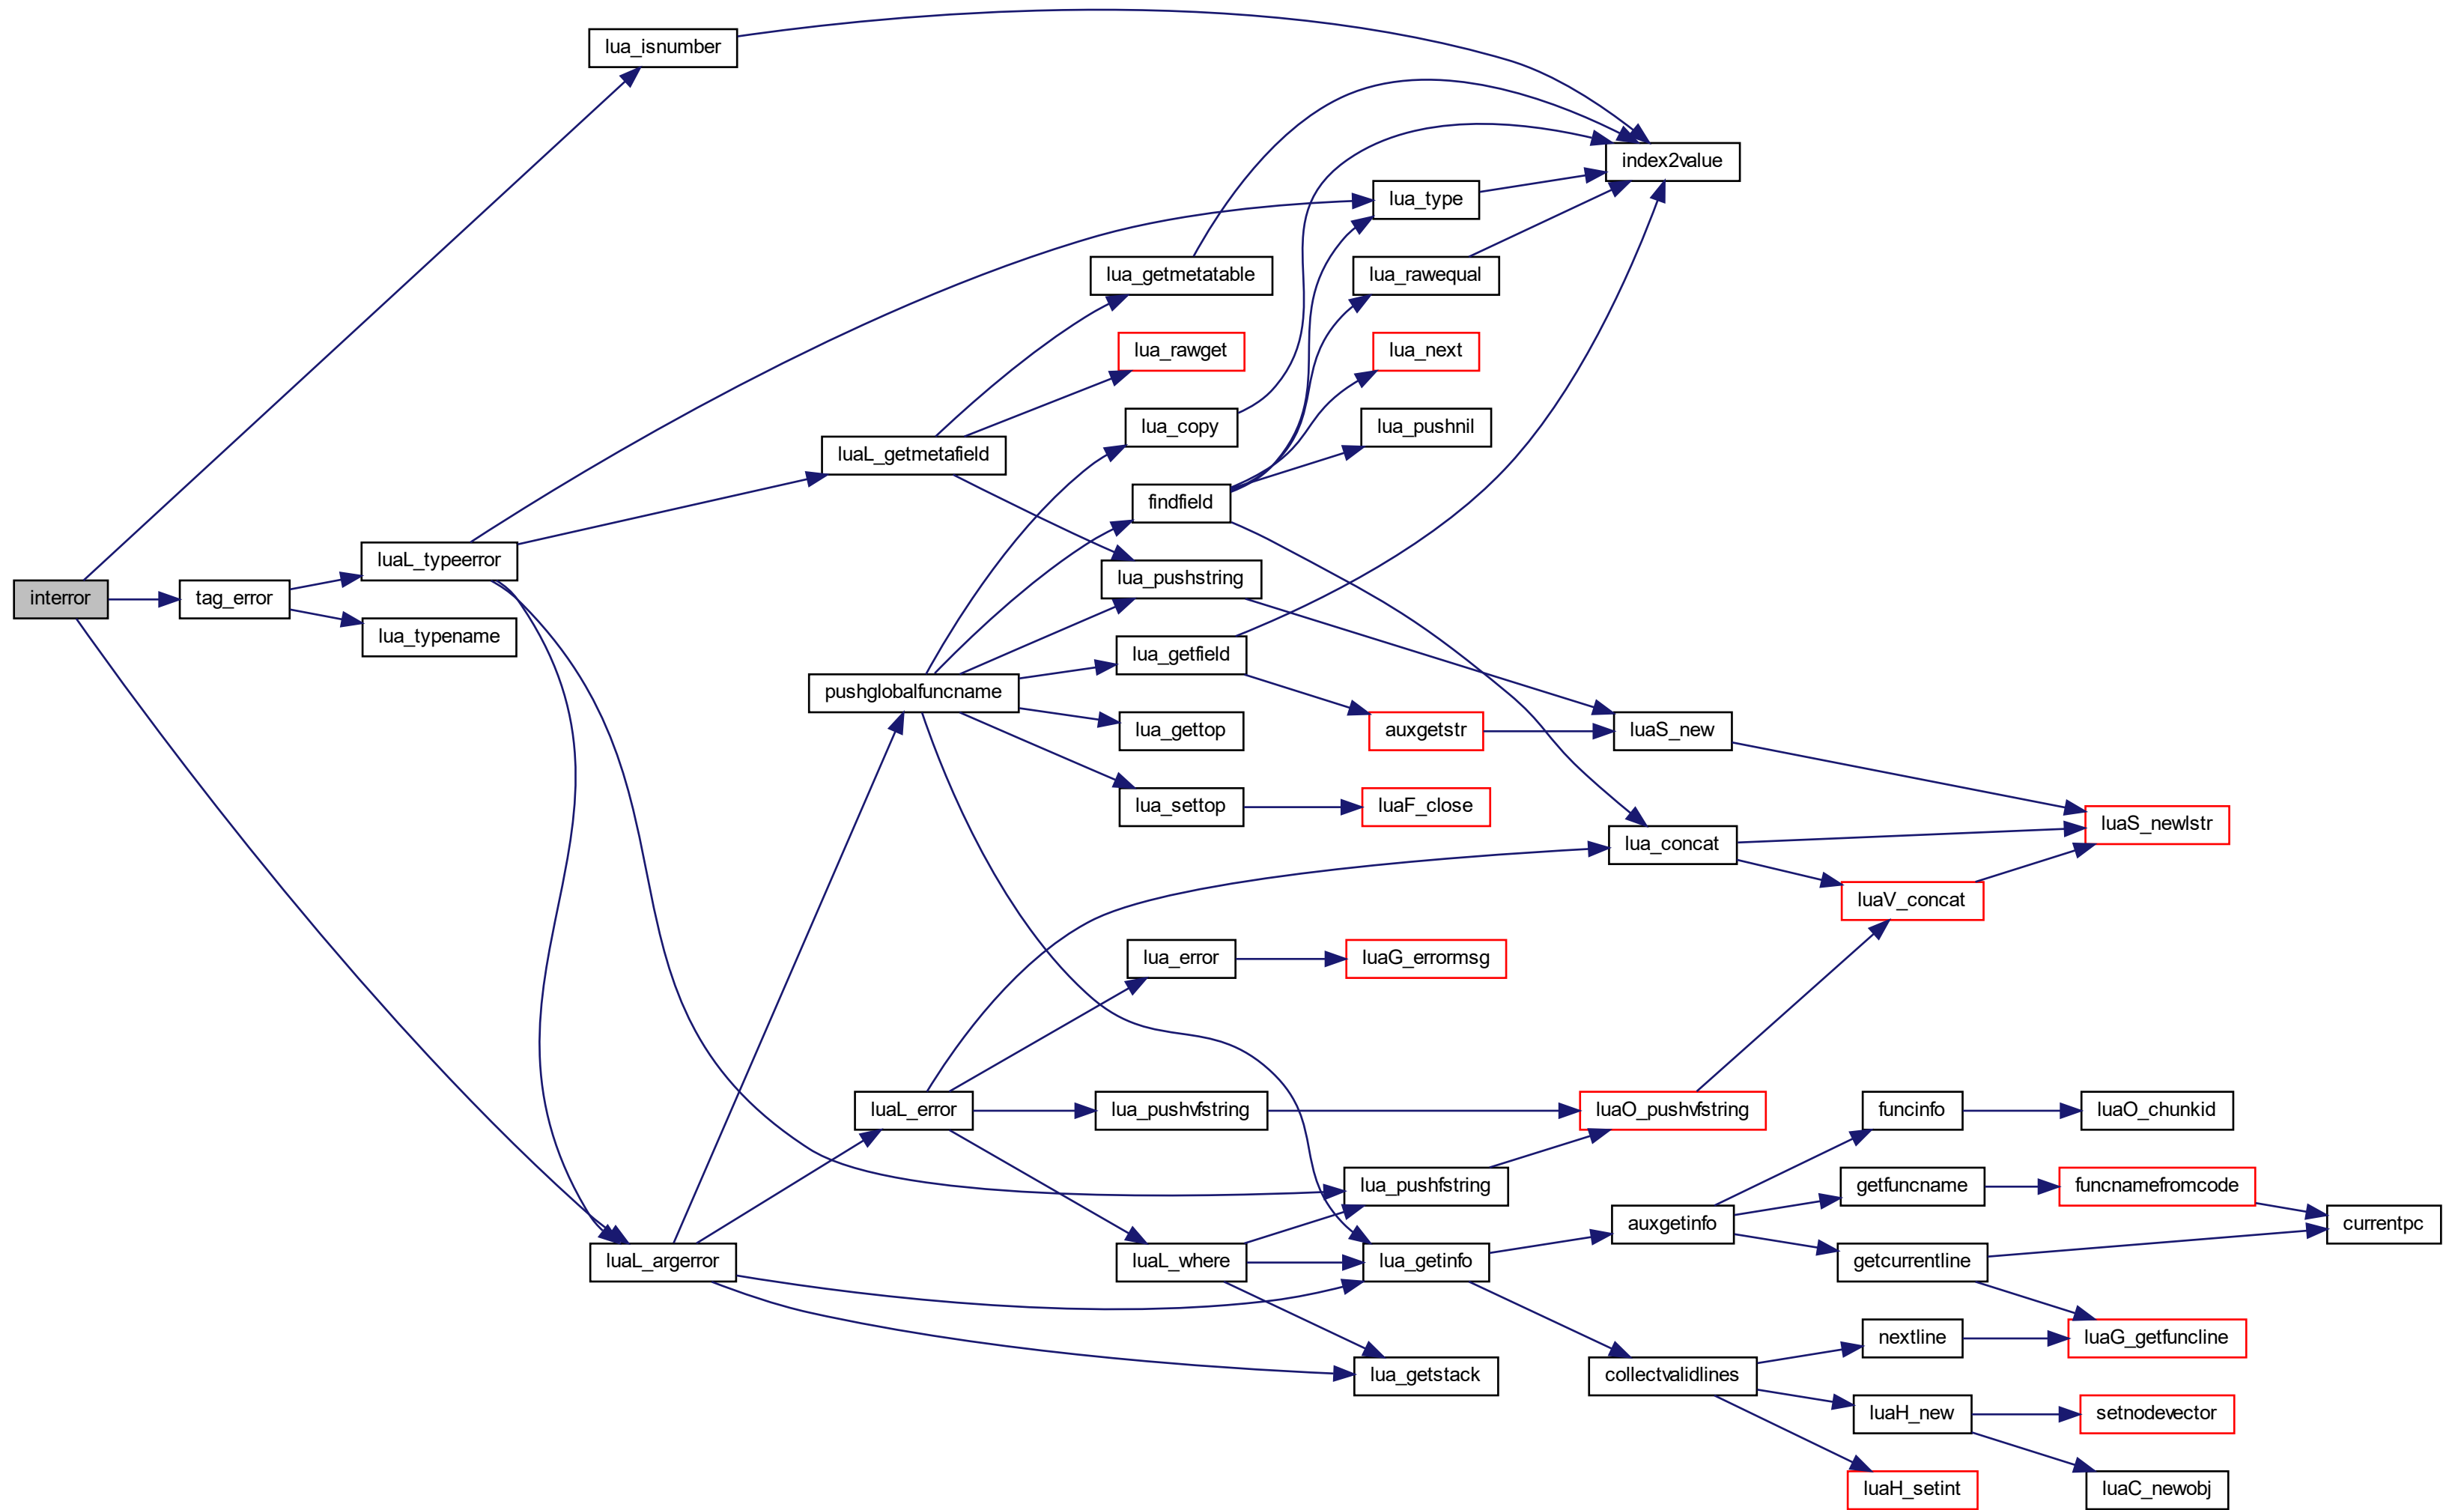 lua_isnumber
index2value
lua_type
lua_getmetatable
lua_rawequal
lua_rawget
lua_next
lua_copy
lua_pushnil
luaL_getmetafield
findfield
luaL_typeerror
lua_pushstring
interror
tag_error
lua_typename
lua_getfield
pushglobalfuncname
lua_gettop
auxgetstr
luaS_new
lua_settop
luaF_close
luaS_newlstr
lua_concat
luaV_concat
lua_error
luaG_errormsg
luaL_error
lua_pushvfstring
luaO_pushvfstring
funcinfo
luaO_chunkid
lua_pushfstring
getfuncname
funcnamefromcode
auxgetinfo
currentpc
luaL_argerror
luaL_where
lua_getinfo
getcurrentline
nextline
luaG_getfuncline
lua_getstack
collectvalidlines
luaH_new
setnodevector
luaH_setint
luaC_newobj